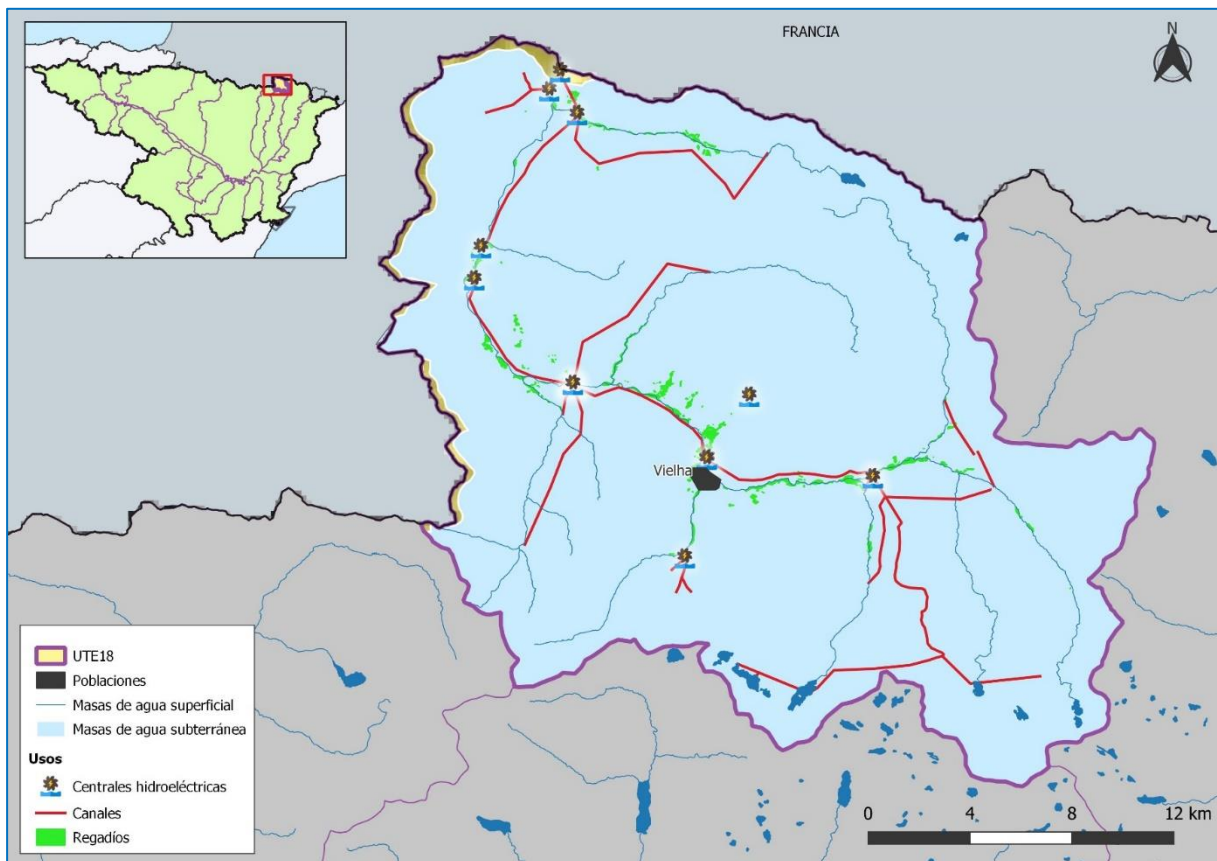 FRANCIA
N
Vielha
UTE18
Poblaciones
Masas de agua superficial
Masas de agua subterránea
Usos
Centrales hidroeléctricas
Canales
Regadíos
0 4 8 12 km